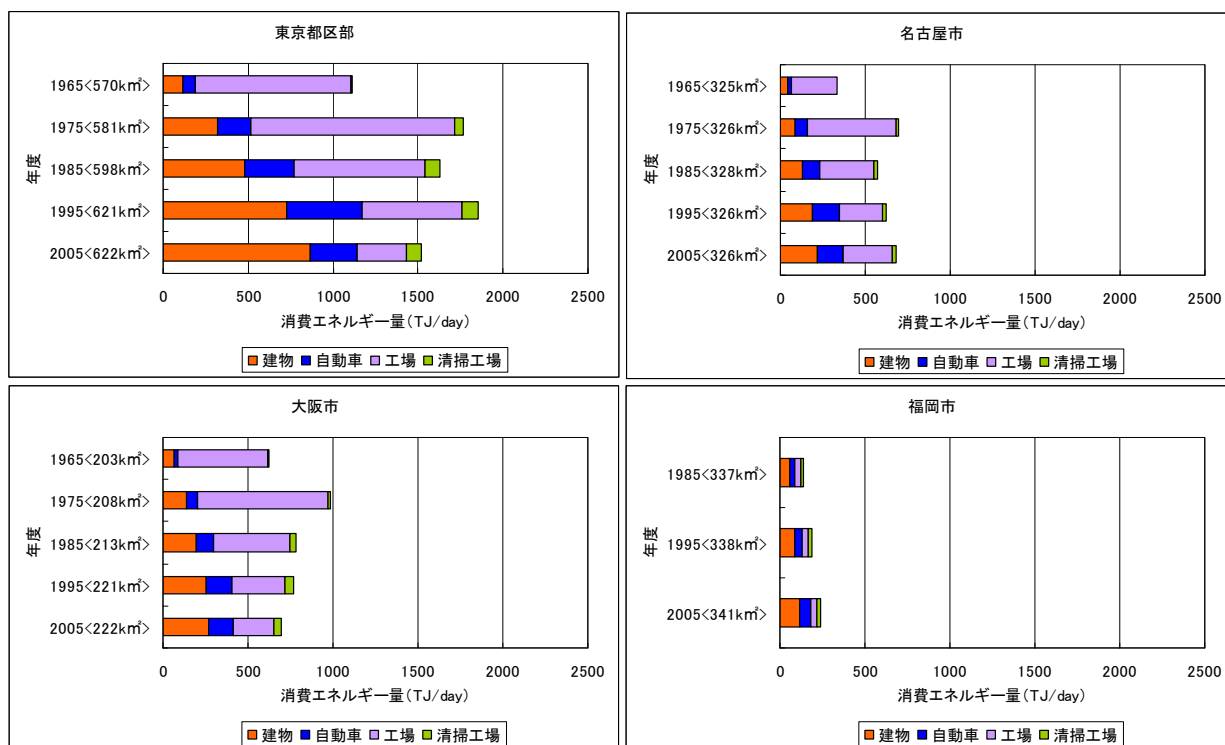 東京都区部
年度
1965<570k㎡>
1975<581k㎡>
1985<598k㎡>
1995<621k㎡>
2005<622k㎡>
0 500 1000 1500 2000 2500
消費エネルギー量(TJ/day)
建物 自動車 工場 清掃工場
名古屋市
年度
1965<325k㎡>
1975<326k㎡>
1985<328k㎡>
1995<326k㎡>
2005<326k㎡>
0 500 1000 1500 2000 2500
消費エネルギー量(TJ/day)
建物 自動車 工場 清掃工場
大阪市
年度
1965<203k㎡>
1975<208k㎡>
1985<213k㎡>
1995<221k㎡>
2005<222k㎡>
0 500 1000 1500 2000 2500
消費エネルギー量(TJ/day)
建物 自動車 工場 清掃工場
福岡市
年度
1985<337k㎡>
1995<338k㎡>
2005<341k㎡>
0 500 1000 1500 2000 2500
消費エネルギー量(TJ/day)
建物 自動車 工場 清掃工場